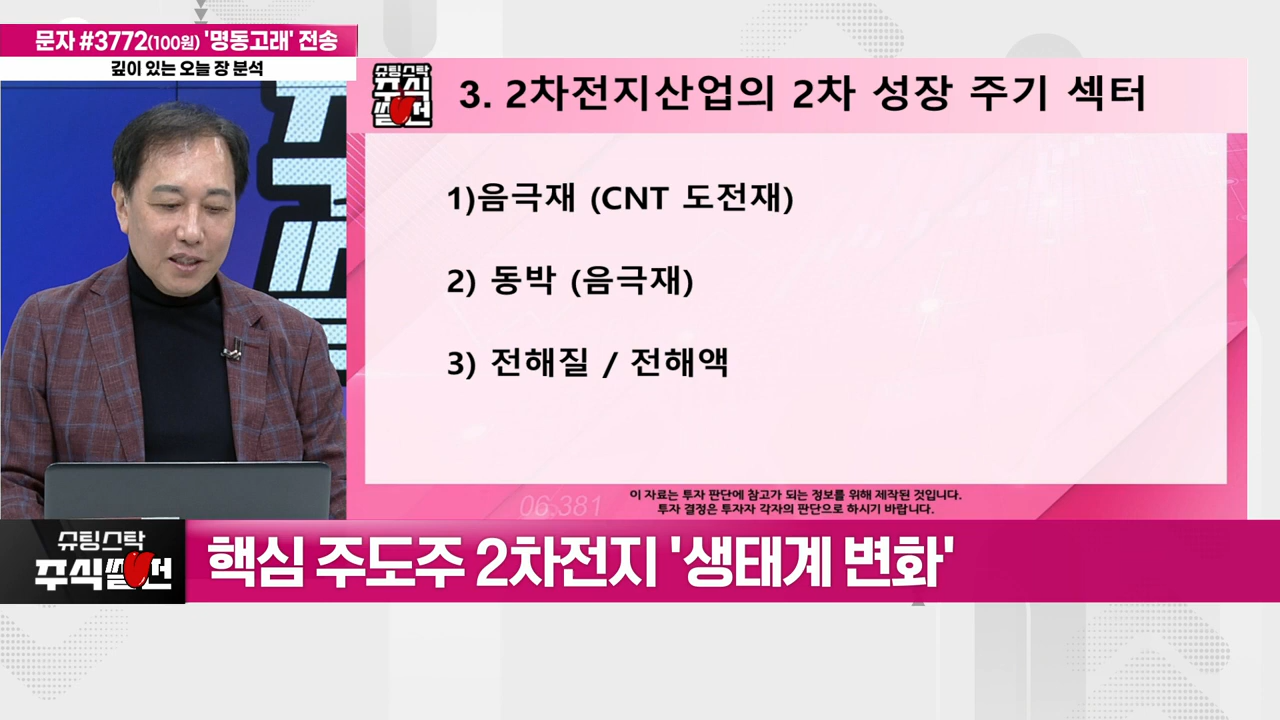 문자 #3772(100원) '명동고래' 전송
깊이 있는 오늘 장 분석
슈팅스탁
주식썰전
3. 2차전지산업의 2차 성장 주기 섹터
1)음극재 (CNT 도전재)
2) 동박 (음극재)
3) 전해질 / 전해액
06.381
이 자료는 투자 판단에 참고가 되는 정보를 위해 제작된 것입니다.
투자 결정은 투자자 각자의 판단으로 하시기 바랍니다.
슈팅스탁
주식썰전
핵심 주도주 2차전지 '생태계 변화'